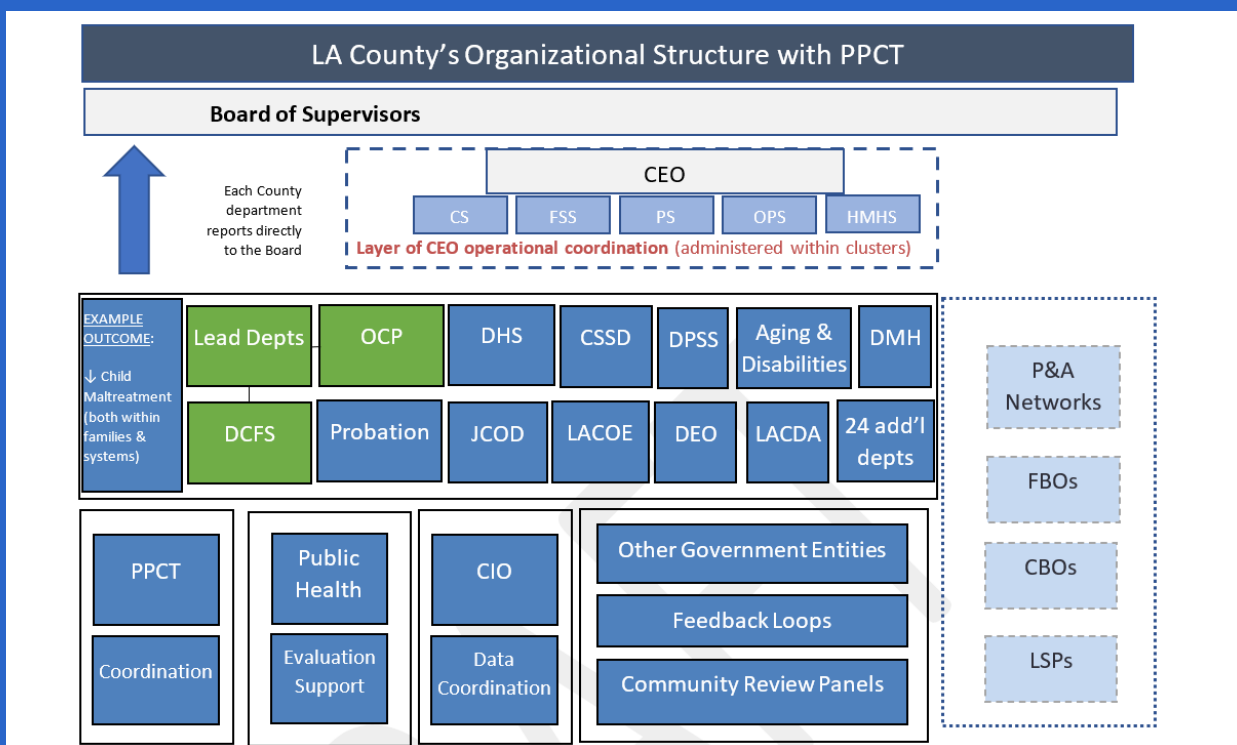 LA County's Organizational Structure with PPCT
Board of Supervisors
Each County
department
reports directly
to the Board
CEO
CS
FSS
PS
OPS
HMHS
Layer of CEO operational coordination (administered within clusters)
EXAMPLE
OUTCOME:
↓ Child
Maltreatment
(both within
families &
systems)
Lead Depts
OCP
DHS
CSSD
DPSS
Aging &
Disabilities
DMH
DCFS
Probation
JCOD
LACOE
DEO
LACDA
24 add'l
depts
P&A
Networks
FBOs
CBOs
LSPs
PPCT
Coordination
Public
Health
Evaluation
Support
CIO
Data
Coordination
Other Government Entities
Feedback Loops
Community Review Panels